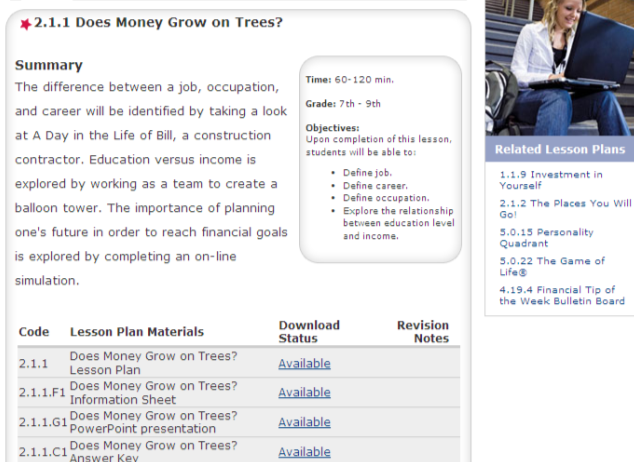 2.1.1 Does Money Grow on Trees?
Summary
The difference between a job, occupation,
and career will be identified by taking a look
at A Day in the Life of Bill, a construction
contractor. Education versus income is
explored by working as a team to create a
balloon tower. The importance of planning
one's future in order to reach financial goals
is explored by completing an on-line
simulation.
Time: 60-120 min.
Grade: 7th - 9th
Objectives:
Upon completion of this lesson,
students will be able to:
• Define job.
• Define career.
• Define occupation.
• Explore the relationship
between education level
and income.
Code Lesson Plan Materials Download Status Revision Notes
2.1.1 Does Money Grow on Trees? Available
Lesson Plan
2.1.1.F1 Does Money Grow on Trees? Available
Information Sheet
2.1.1.G1 Does Money Grow on Trees? Available
PowerPoint presentation
2.1.1.C1 Does Money Grow on Trees? Available
Answer Key
Related Lesson Plans
1.1.9 Investment in
Yourself
2.1.2 The Places You Will
Go!
5.0.15 Personality
Quadrant
5.0.22 The Game of
Life®
4.19.4 Financial Tip of
the Week Bulletin Board